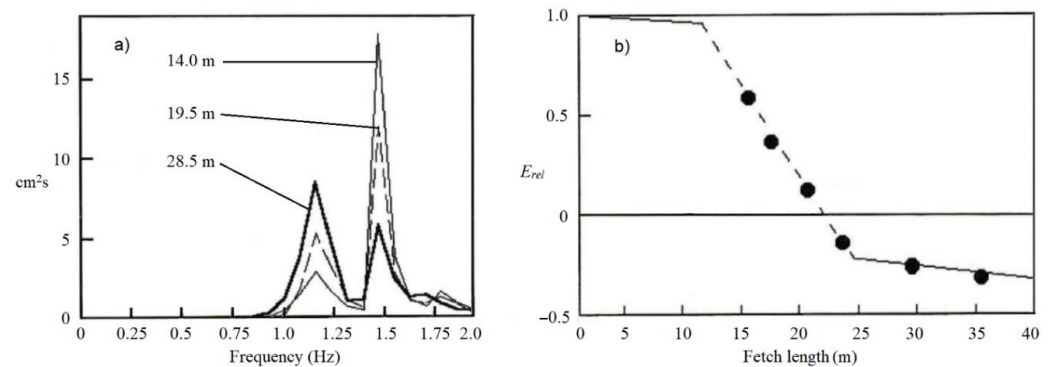 a)
14.0 m
19.5 m
28.5 m
15
10
5
0
cm²s
0 0.25 0.5 0.75 1.0 1.25 1.5 1.75 2.0
Frequency (Hz)
b)
1.0
0.5
0
–0.5
E_rel
0 5 10 15 20 25 30 35 40
Fetch length (m)